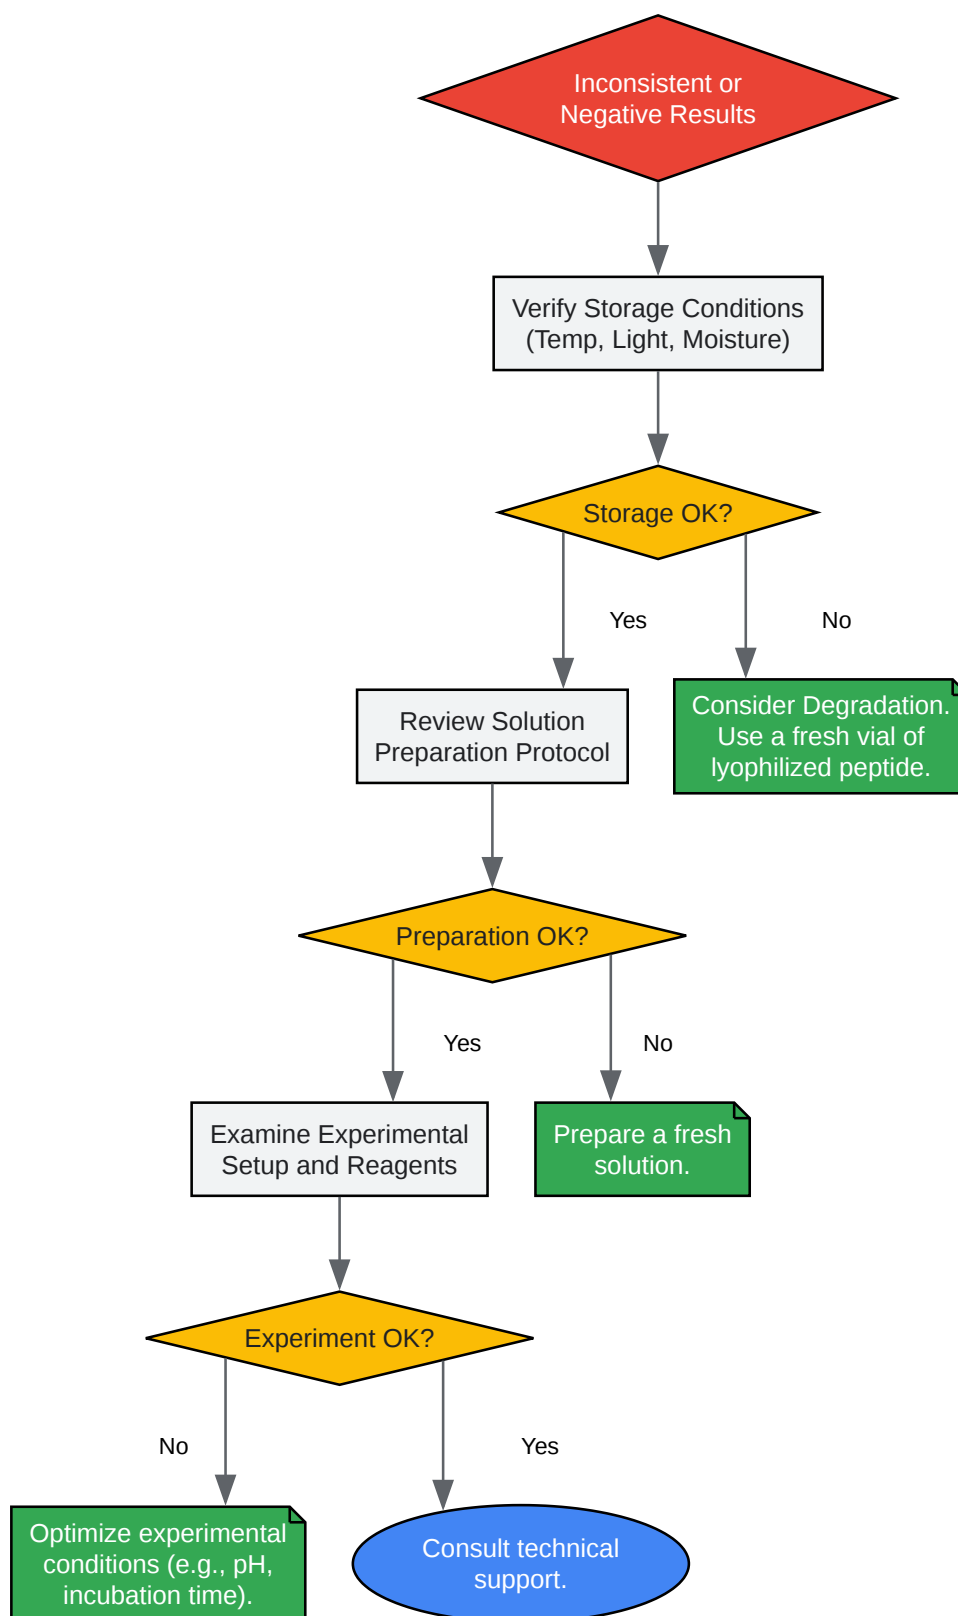 Inconsistent or
Negative Results
Verify Storage Conditions
(Temp, Light, Moisture)
Storage OK?
Yes
No
Review Solution
Preparation Protocol
Consider Degradation.
Use a fresh vial of
lyophilized peptide.
Preparation OK?
Yes
No
Examine Experimental
Setup and Reagents
Prepare a fresh
solution.
Experiment OK?
No
Yes
Optimize experimental
conditions (e.g., pH,
incubation time).
Consult technical
support.